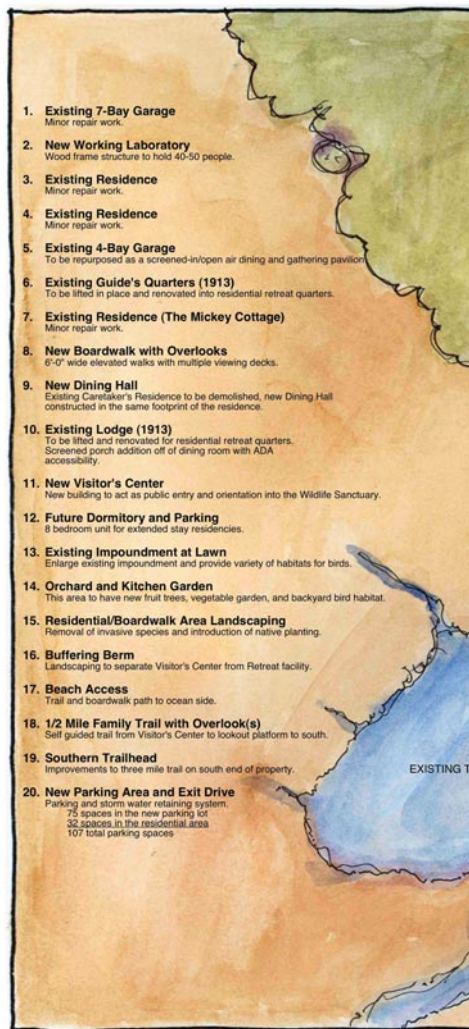 1. Existing 7-Bay Garage
Minor repair work.
2. New Working Laboratory
Wood frame structure to hold 40-50 people.
3. Existing Residence
Minor repair work.
4. Existing Residence
Minor repair work.
5. Existing 4-Bay Garage
To be repurposed as a screened-in/open air dining and gathering pavilion
6. Existing Guide's Quarters (1913)
To be lifted in place and renovated into residential retreat quarters.
7. Existing Residence (The Mickey Cottage)
Minor repair work.
8. New Boardwalk with Overlooks
6'-0" wide elevated walks with multiple viewing decks.
9. New Dining Hall
Existing Caretaker's Residence to be demolished, new Dining Hall
constructed in the same footprint of the residence.
10. Existing Lodge (1913)
To be lifted and renovated for residential retreat quarters.
Screened porch addition off of dining room with ADA
accessibility.
11. New Visitor's Center
New building to act as public entry and orientation into the Wildlife Sanctuary.
12. Future Dormitory and Parking
8 bedroom unit for extended stay residencies.
13. Existing Impoundment at Lawn
Enlarge existing impoundment and provide variety of habitats for birds.
14. Orchard and Kitchen Garden
This area to have new fruit trees, vegetable garden, and backyard bird habitat.
15. Residential/Boardwalk Area Landscaping
Removal of invasive species and introduction of native planting.
16. Buffering Berm
Landscaping to separate Visitor's Center from Retreat facility.
17. Beach Access
Trail and boardwalk path to ocean side.
18. 1/2 Mile Family Trail with Overlook(s)
Self guided trail from Visitor's Center to lookout platform to south.
19. Southern Trailhead
Improvements to three mile trail on south end of property.
EXISTING T
20. New Parking Area and Exit Drive
Parking and storm water retaining system.
75 spaces in the new parking lot
32 spaces in the residential area
107 total parking spaces